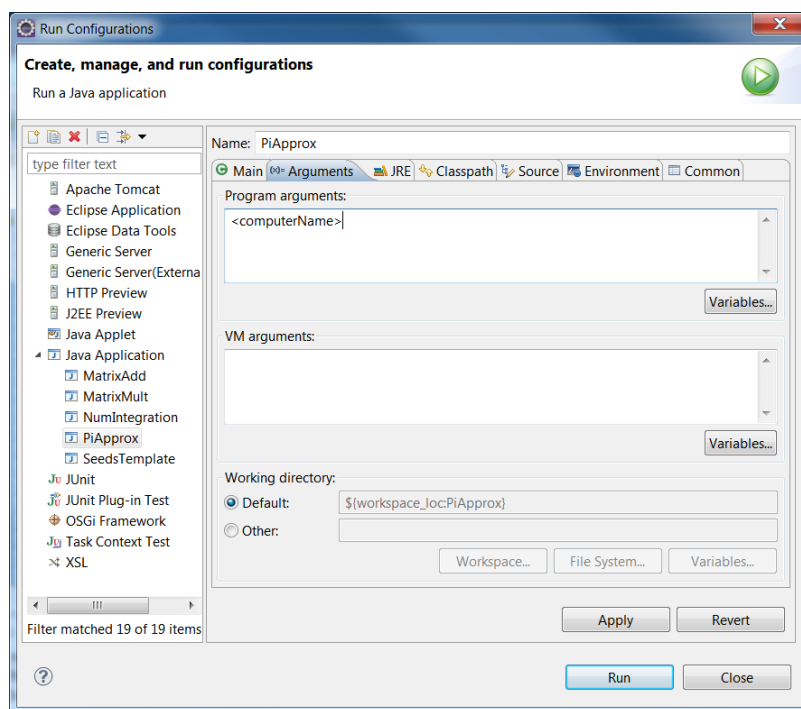 Run Configurations
Create, manage, and run configurations
Run a Java application
type filter text
Apache Tomcat
Eclipse Application
Eclipse Data Tools
Generic Server
Generic Server(Externa
HTTP Preview
J2EE Preview
Java Applet
Java Application
MatrixAdd
MatrixMult
NumIntegration
PiApprox
SeedsTemplate
JUnit
JUnit Plug-in Test
OSGi Framework
Task Context Test
XSL
Filter matched 19 of 19 items
Name: PiApprox
Main (x)= Arguments JRE Classpath Source Environment Common
Program arguments:
<computerName>
Variables...
VM arguments:
Variables...
Working directory:
Default: ${workspace_loc:PiApprox}
Other:
Workspace... File System... Variables...
Apply Revert
? Run Close